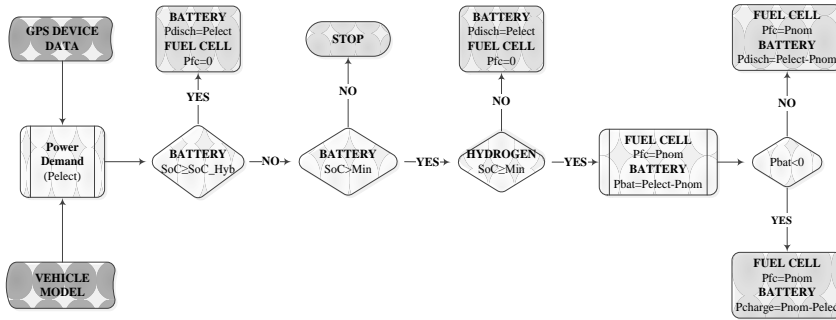 GPS DEVICE
DATA
BATTERY
Pdisch=Pelect
FUEL CELL
Pfc=0
STOP
BATTERY
Pdisch=Pelect
FUEL CELL
Pfc=0
FUEL CELL
Pfc=Pnom
BATTERY
Pdisch=Pelect-Pnom
YES
NO
NO
NO
Power
Demand
(Pelect)
BATTERY
SoC≥SoC_Hyb
NO
BATTERY
SoC>Min
YES
HYDROGEN
SoC≥Min
YES
FUEL CELL
Pfc=Pnom
BATTERY
Pbat=Pelect-Pnom
Pbat<0
YES
VEHICLE
MODEL
FUEL CELL
Pfc=Pnom
BATTERY
Pcharge=Pnom-Pelec